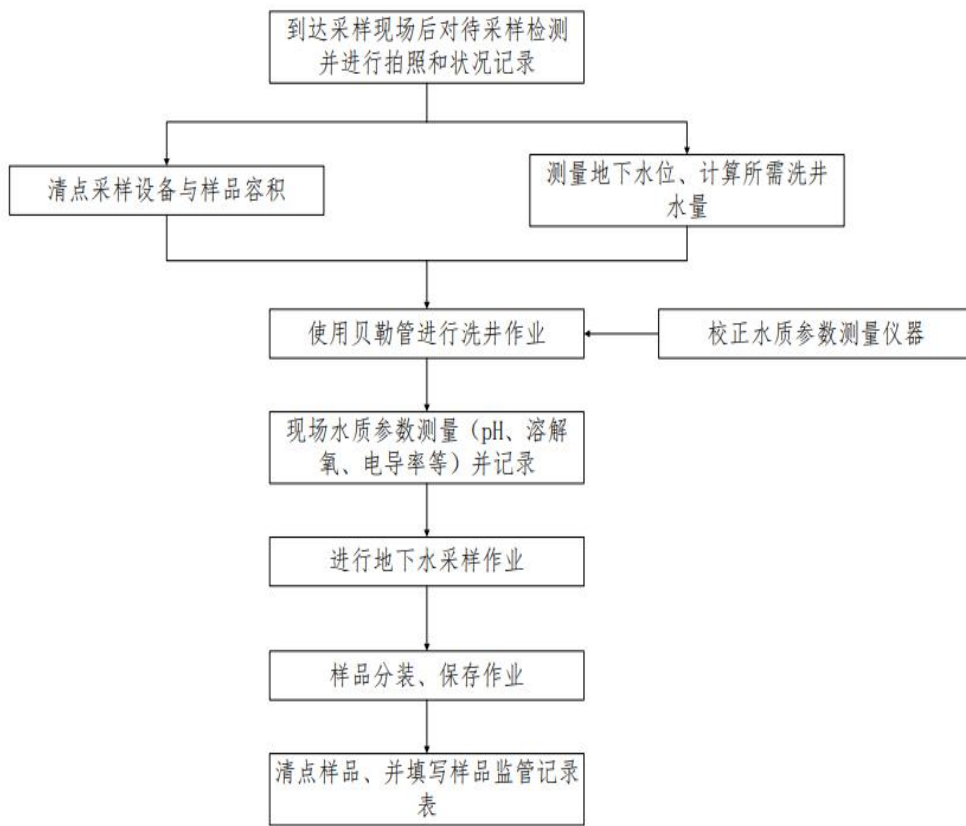 到达采样现场后对待采样检测
并进行拍照和状况记录
清点采样设备与样品容积
测量地下水位、计算所需洗井
水量
使用贝勒管进行洗井作业
校正水质参数测量仪器
现场水质参数测量（pH、溶解
氧、电导率等）并记录
进行地下水采样作业
样品分装、保存作业
清点样品、并填写样品监管记录
表